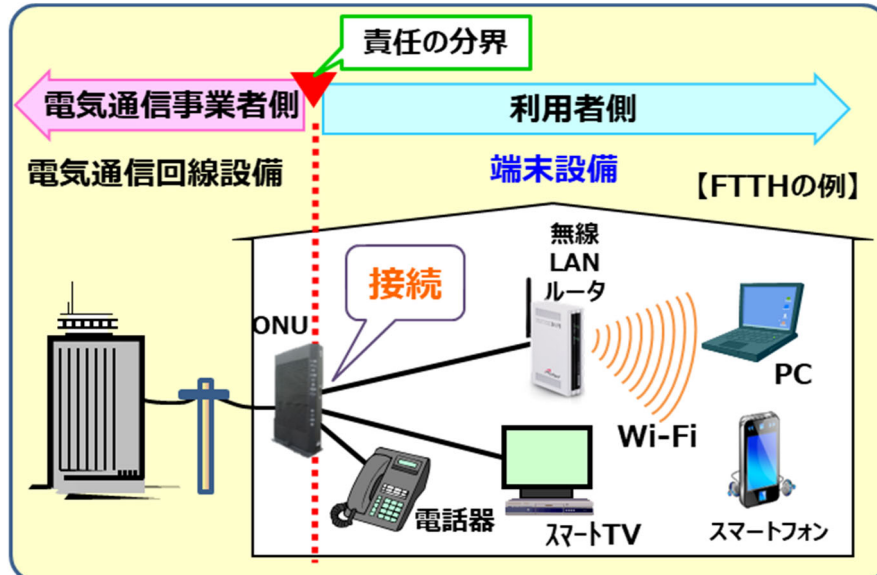 責任の分界
電気通信事業者側
利用者側
電気通信回線設備
端末設備
【FTTHの例】
無線
LAN
ルータ
接続
ONU
PC
Wi-Fi
電話器
ｽﾏｰﾄTV
スマートフォン